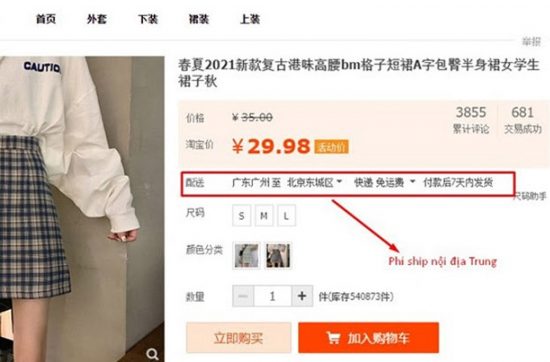 首页 外套 下装 裙装 上装
举报
CAUTIO
春夏2021新款复古港味高腰bm格子短裙A字包臀半身裙女学生
裙子秋
价格 ¥ 35.00
3855 681
累计评论 交易成功
淘宝价 ¥ 29.98 活动价
配送 广东广州 至 北京东城区 快递 免运费 付款后7天内发货
尺码助手
尺码 S M L
Phí ship nội địa Trung
颜色分类
数量 − 1 + 件(库存540873件)
立即购买 加入购物车